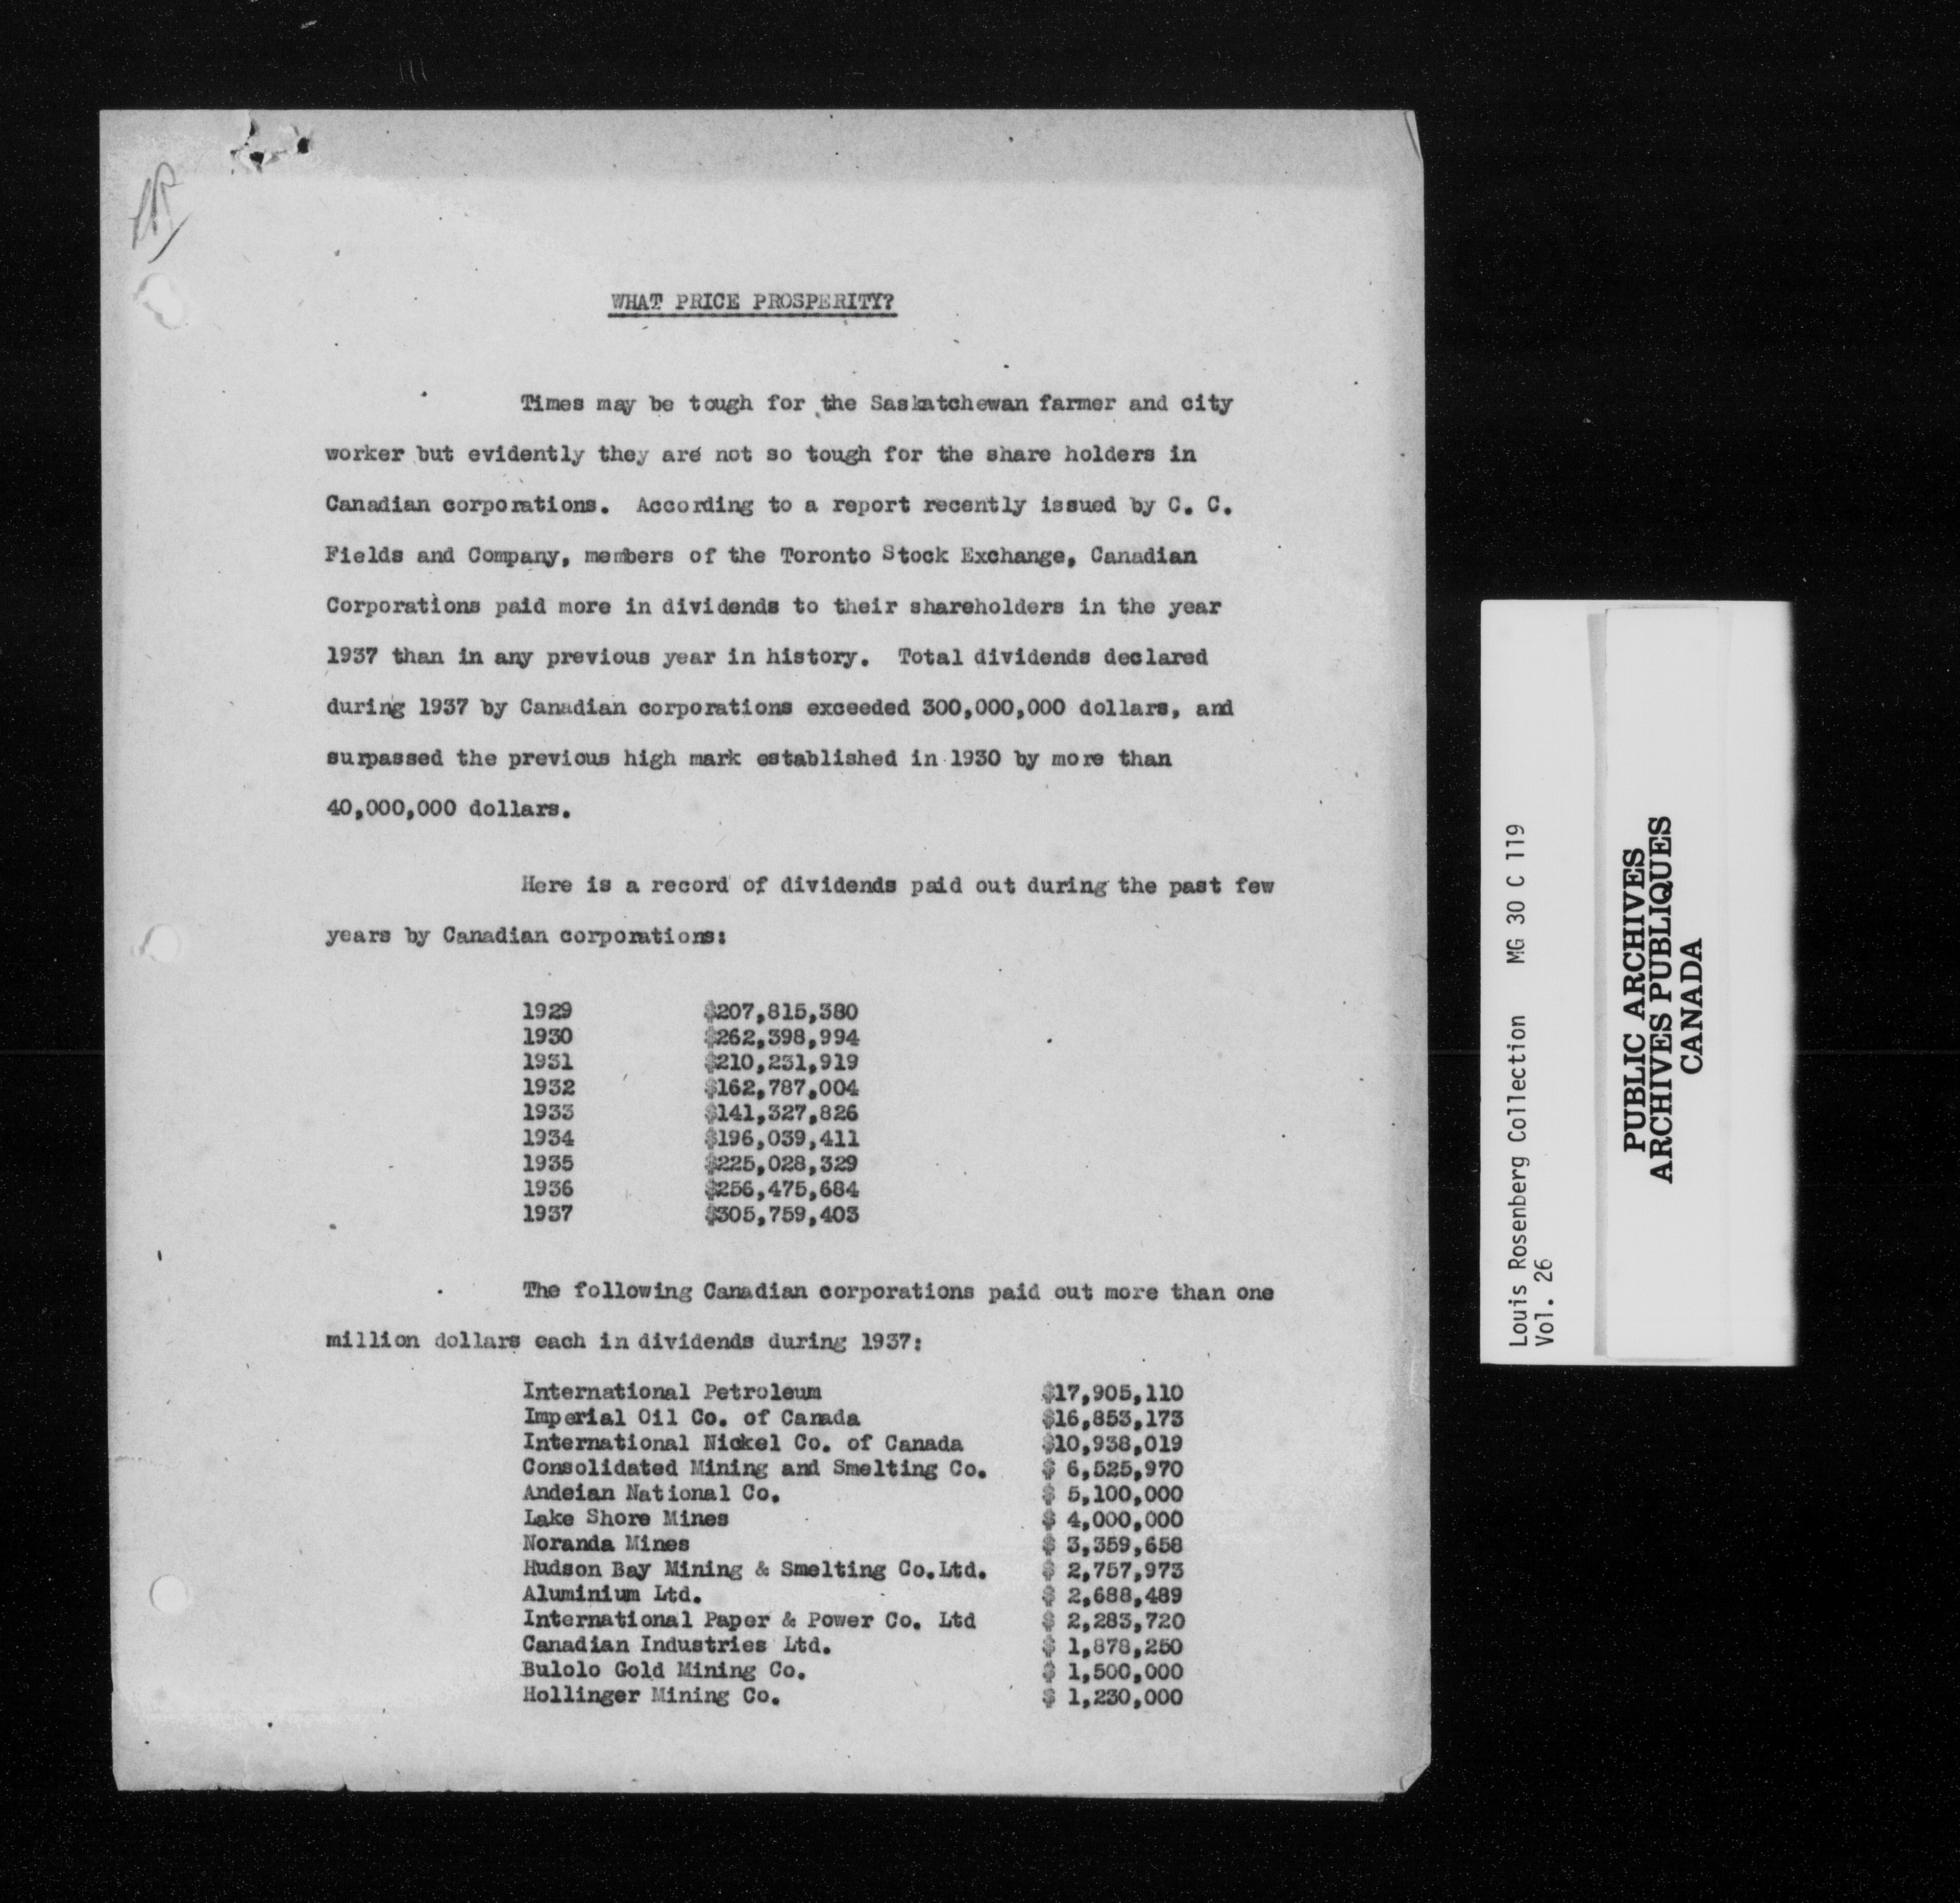 WHAT PRICE PROSPERITY?
Times may be tough for the Saskatchewan farmer and city
worker but evidently they are not so tough for the share holders in
Canadian corporations. According to a report recently issued by C. C.
Fields and Company, members of the Toronto Stock Exchange, Canadian
Corporations paid more in dividends to their shareholders in the year
1937 than in any previous year in history. Total dividends declared
during 1937 by Canadian corporations exceeded 300,000,000 dollars, and
surpassed the previous high mark established in 1930 by more than
40,000,000 dollars.
Here is a record of dividends paid out during the past few
years by Canadian corporations:
1929 $207,815,380
1930 $262,398,994
1931 $210,231,919
1932 $162,787,004
1933 $141,327,826
1934 $196,039,411
1935 $225,028,329
1936 $256,475,684
1937 $305,759,403
The following Canadian corporations paid out more than one
million dollars each in dividends during 1937:
International Petroleum $17,905,110
Imperial Oil Co. of Canada $16,853,173
International Nickel Co. of Canada $10,938,019
Consolidated Mining and Smelting Co. $ 6,525,970
Andeian National Co. $ 5,100,000
Lake Shore Mines $ 4,000,000
Noranda Mines $ 3,359,658
Hudson Bay Mining & Smelting Co.Ltd. $ 2,757,973
Aluminium Ltd. $ 2,688,489
International Paper & Power Co. Ltd $ 2,283,720
Canadian Industries Ltd. $ 1,878,250
Bulolo Gold Mining Co. $ 1,500,000
Hollinger Mining Co. $ 1,230,000
Louis Rosenberg Collection MG 30 C 119
Vol. 26
PUBLIC ARCHIVES
ARCHIVES PUBLIQUES
CANADA